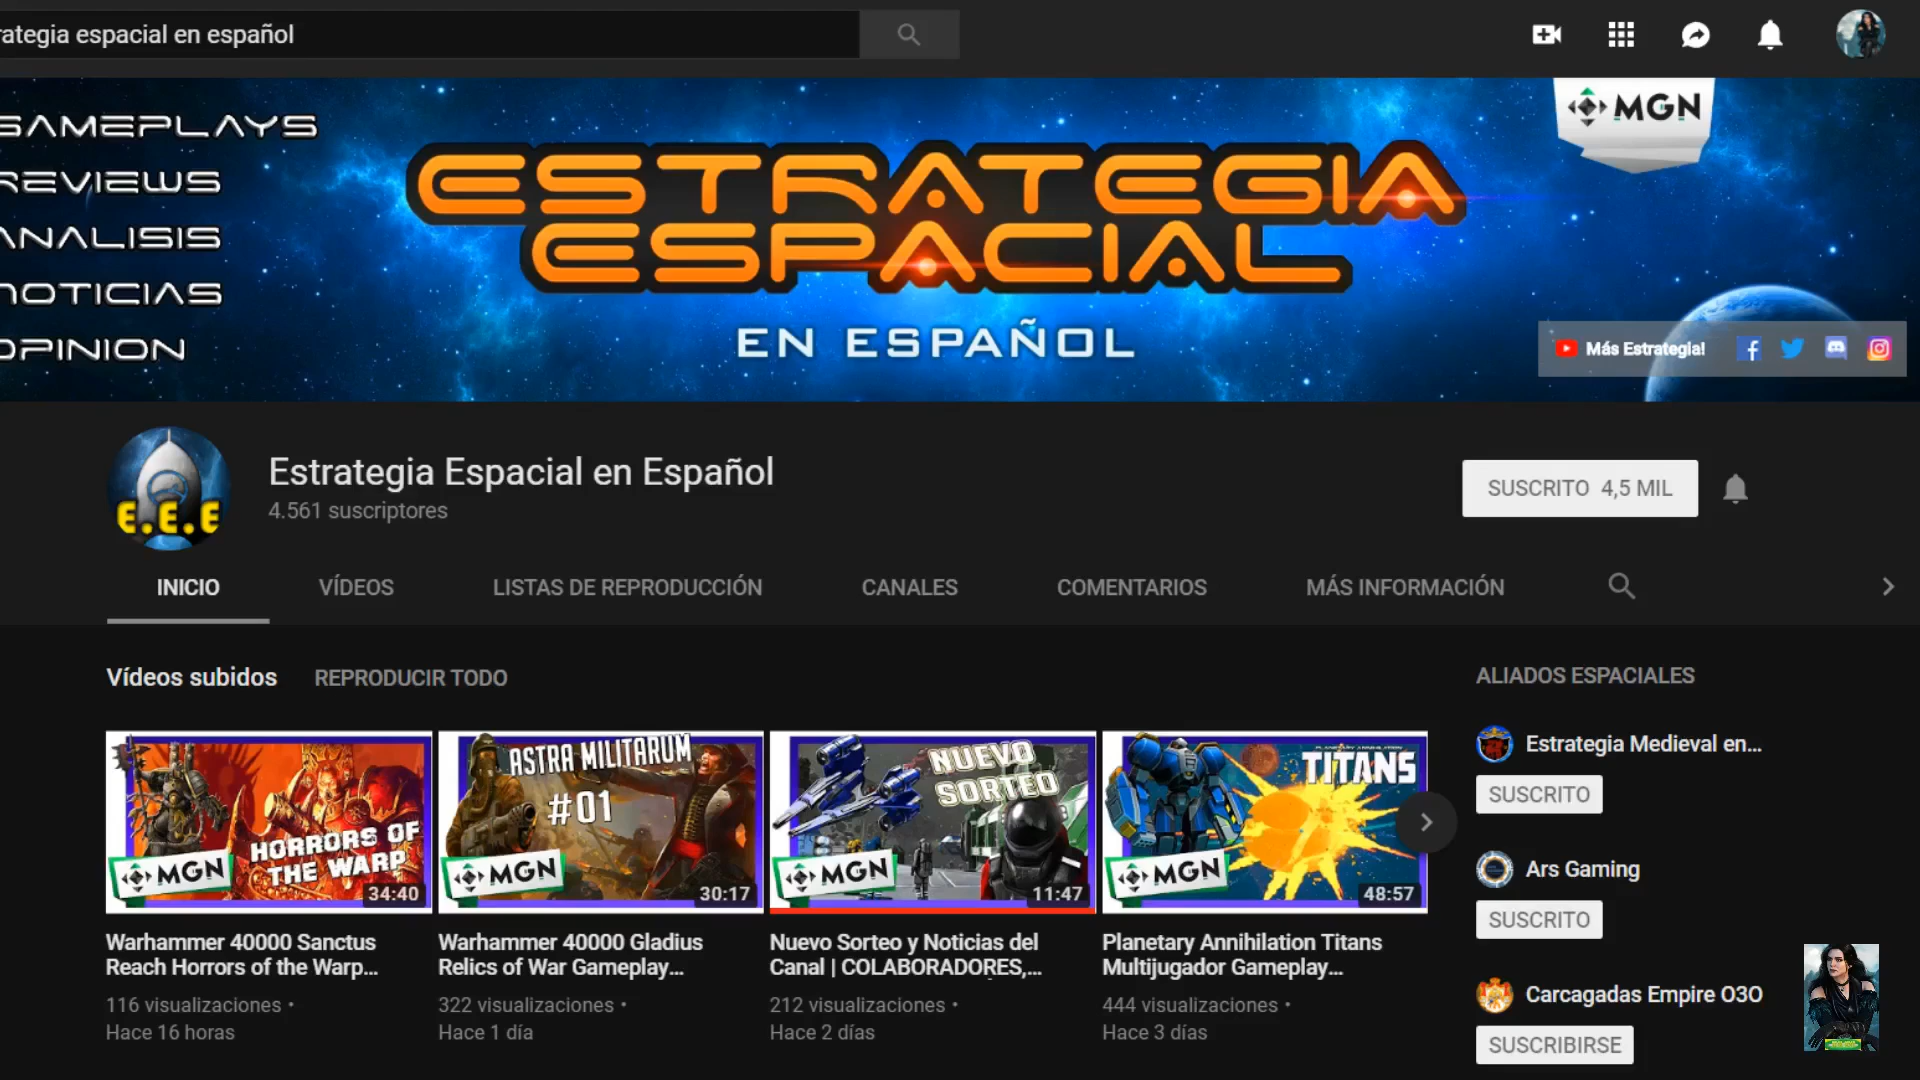 rategia espacial en español
GAMEPLAYS
REVIEWS
ANALISIS
NOTICIAS
OPINION
ESTRATEGIA
ESPACIAL
EN ESPAÑOL
MGN
Más Estrategia!
E.E.E
Estrategia Espacial en Español
4.561 suscriptores
SUSCRITO 4,5 MIL
INICIO
VÍDEOS
LISTAS DE REPRODUCCIÓN
CANALES
COMENTARIOS
MÁS INFORMACIÓN
Vídeos subidos
REPRODUCIR TODO
HORRORS OF
THE WARP
MGN
34:40
Warhammer 40000 Sanctus
Reach Horrors of the Warp...
116 visualizaciones •
Hace 16 horas
ASTRA MILITARUM
#01
MGN
30:17
Warhammer 40000 Gladius
Relics of War Gameplay...
322 visualizaciones •
Hace 1 día
NUEVO
SORTEO
MGN
11:47
Nuevo Sorteo y Noticias del
Canal | COLABORADORES,...
212 visualizaciones •
Hace 2 días
PLANETARY ANNIHILATION
TITANS
MGN
48:57
Planetary Annihilation Titans
Multijugador Gameplay...
444 visualizaciones •
Hace 3 días
ALIADOS ESPACIALES
Estrategia Medieval en...
SUSCRITO
Ars Gaming
SUSCRITO
Carcagadas Empire O3O
SUSCRIBIRSE